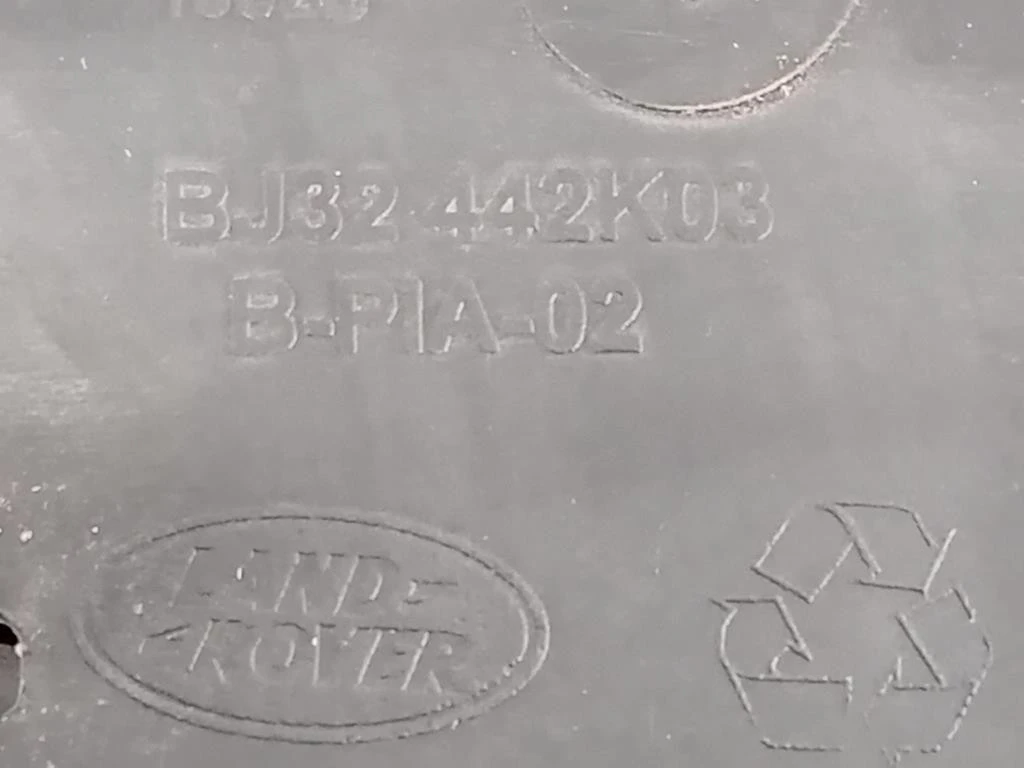 BJ32 442K03
B-PIA-02
LAND
ROVER